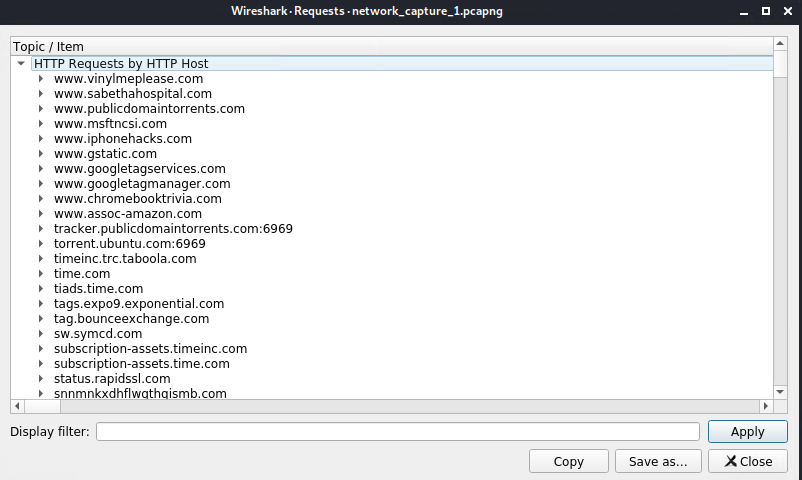 Wireshark · Requests · network_capture_1.pcapng
Topic / Item
HTTP Requests by HTTP Host
www.vinylmeplease.com
www.sabethahospital.com
www.publicdomaintorrents.com
www.msftncsi.com
www.iphonehacks.com
www.gstatic.com
www.googletagservices.com
www.googletagmanager.com
www.chromebooktrivia.com
www.assoc-amazon.com
tracker.publicdomaintorrents.com:6969
torrent.ubuntu.com:6969
timeinc.trc.taboola.com
time.com
tiads.time.com
tags.expo9.exponential.com
tag.bounceexchange.com
sw.symcd.com
subscription-assets.timeinc.com
subscription-assets.time.com
status.rapidssl.com
snnmnkxdhflwgthqismb.com
Display filter:
Apply
Copy
Save as...
Close